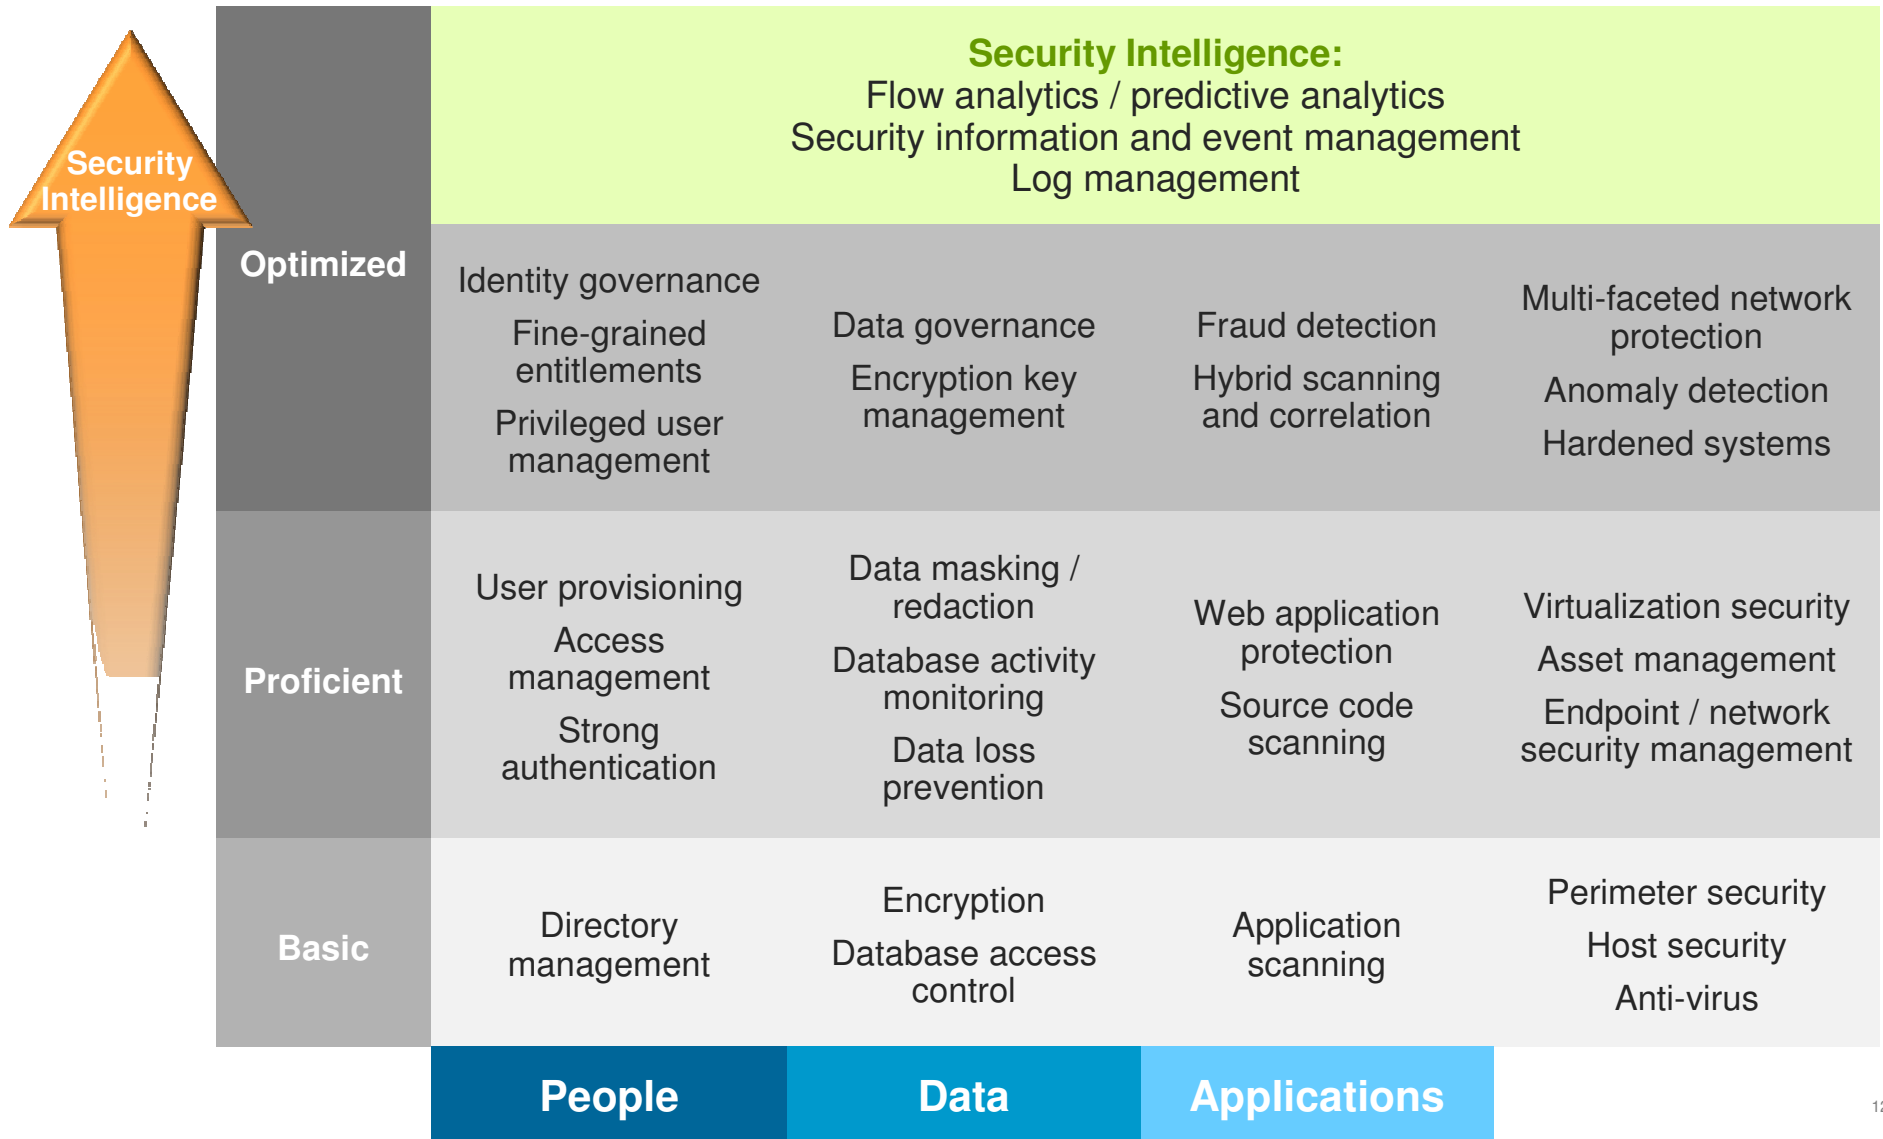 Security
Intelligence
Security Intelligence:
Flow analytics / predictive analytics
Security information and event management
Log management
Optimized
Identity governance
Fine-grained
entitlements
Privileged user
management
Data governance
Encryption key
management
Fraud detection
Hybrid scanning
and correlation
Multi-faceted network
protection
Anomaly detection
Hardened systems
Proficient
User provisioning
Access
management
Strong
authentication
Data masking /
redaction
Database activity
monitoring
Data loss
prevention
Web application
protection
Source code
scanning
Virtualization security
Asset management
Endpoint / network
security management
Basic
Directory
management
Encryption
Database access
control
Application
scanning
Perimeter security
Host security
Anti-virus
People
Data
Applications
12